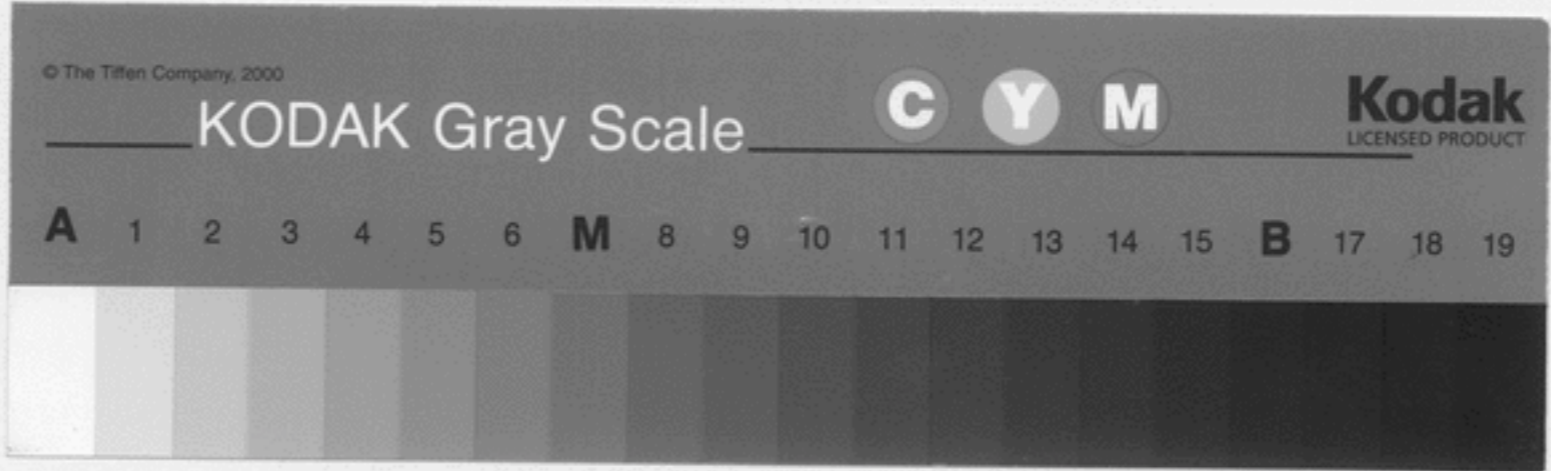 © The Tiffen Company, 2000
KODAK Gray Scale
C Y M
Kodak
LICENSED PRODUCT
A 1 2 3 4 5 6 M 8 9 10 11 12 13 14 15 B 17 18 19